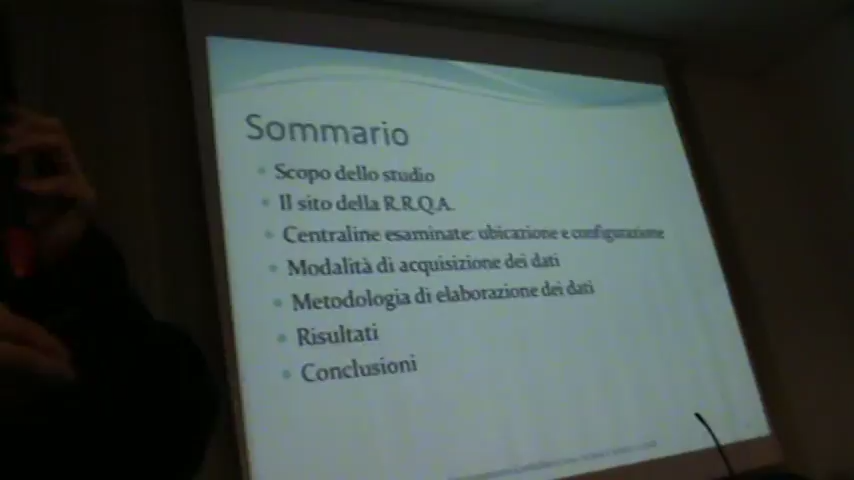 Sommario
Scopo dello studio
Il sito della R.R.Q.A.
Centraline esaminate: ubicazione e configurazione
Modalità di acquisizione dei dati
Metodologia di elaborazione dei dati
Risultati
Conclusioni